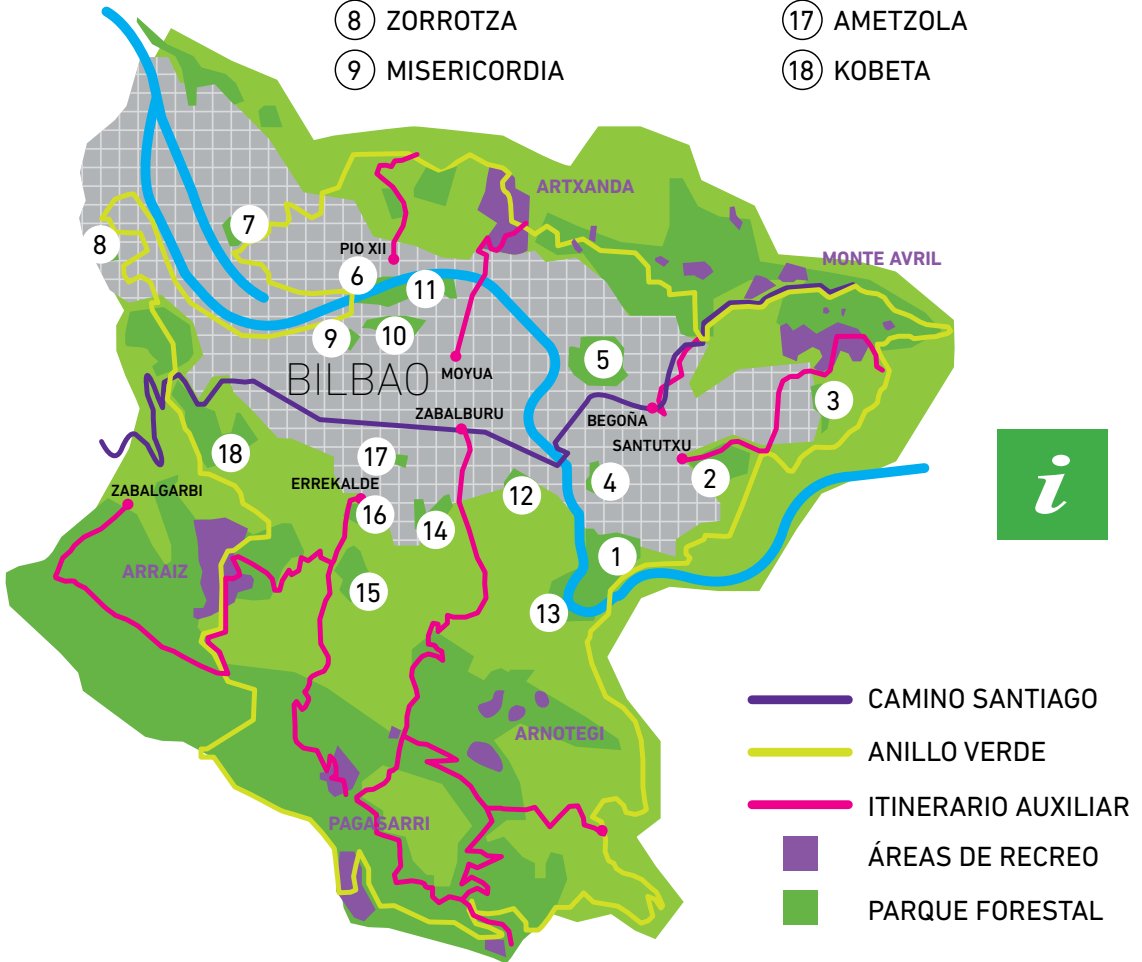 8 ZORROTZA
17 AMETZOLA
9 MISERICORDIA
18 KOBETA
ARTXANDA
7
8
PIO XII
MONTE AVRIL
6
11
9
10
5
BILBAO
MOYUA
3
ZABALBURU
BEGOÑA
SANTUTXU
18
17
2
ERREKALDE
4
ZABALGARBI
12
16
14
i
1
ARRAIZ
15
13
CAMINO SANTIAGO
ARNOTEGI
ANILLO VERDE
ITINERARIO AUXILIAR
PAGASARRI
ÁREAS DE RECREO
PARQUE FORESTAL